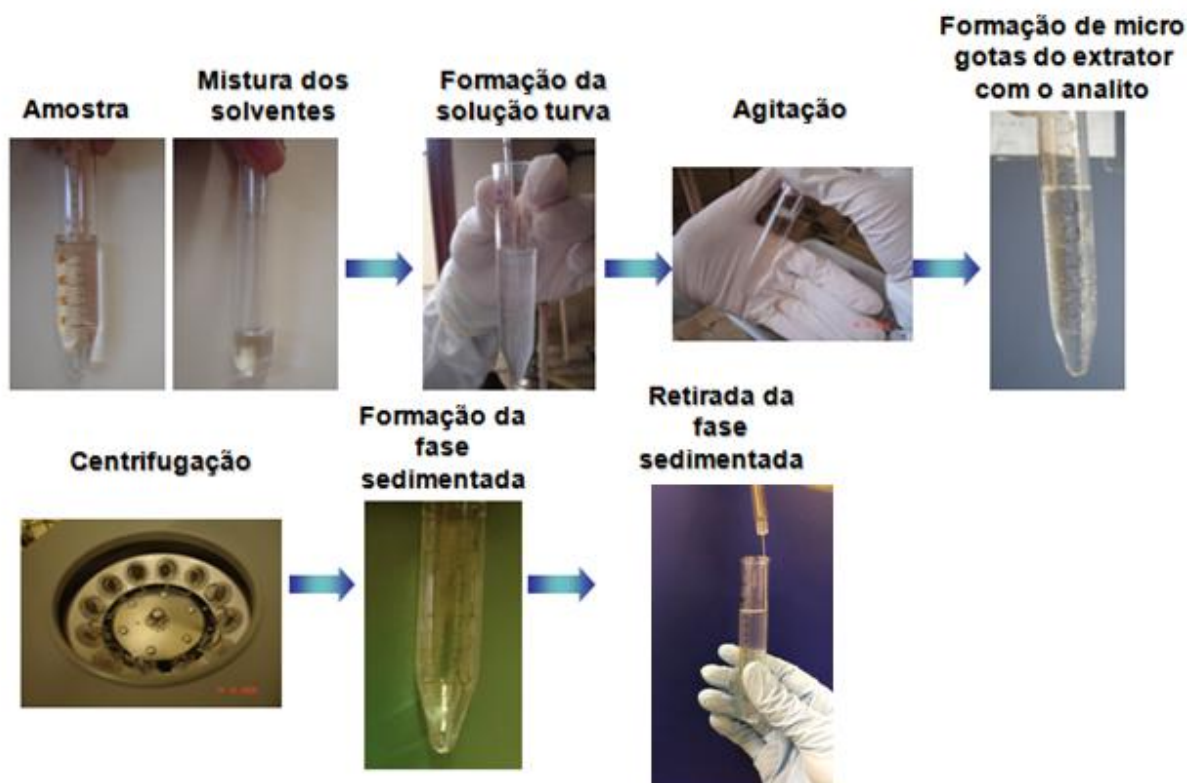 Amostra
Mistura dos
solventes
Formação da
solução turva
Agitação
Formação de micro
gotas do extrator
com o analito
Centrifugação
Formação da
fase
sedimentada
Retirada da
fase
sedimentada